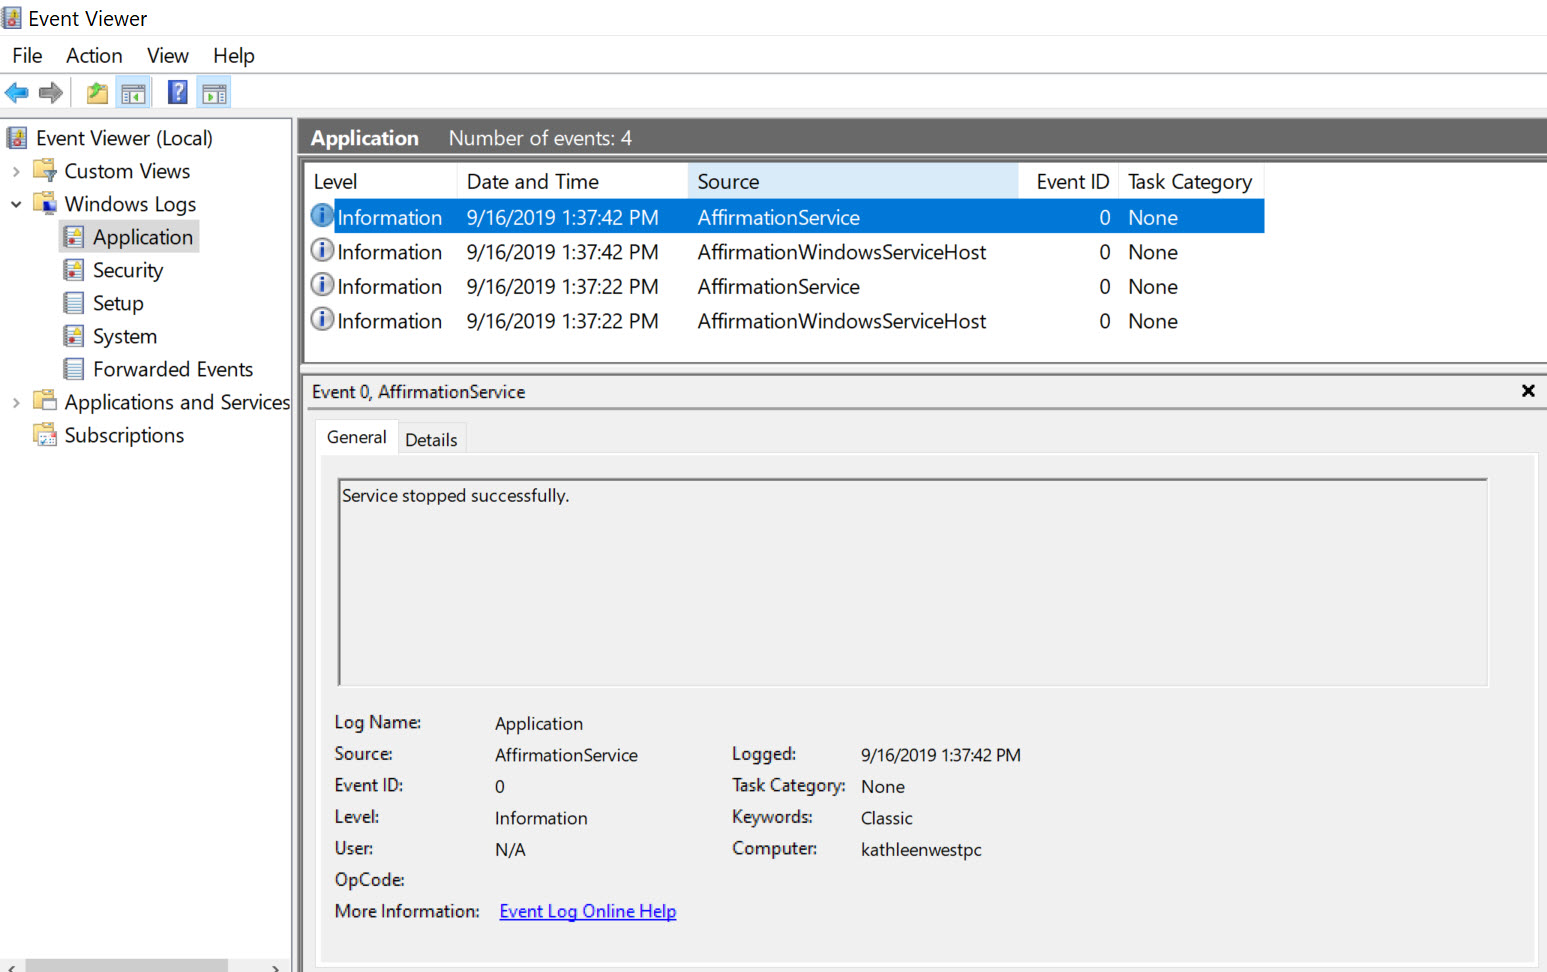 Event Viewer
File Action View Help
Event Viewer (Local)
Custom Views
Windows Logs
Application
Security
Setup
System
Forwarded Events
Applications and Services
Subscriptions
Application Number of events: 4
Level Date and Time Source Event ID Task Category
Information 9/16/2019 1:37:42 PM AffirmationService 0 None
Information 9/16/2019 1:37:42 PM AffirmationWindowsServiceHost 0 None
Information 9/16/2019 1:37:22 PM AffirmationService 0 None
Information 9/16/2019 1:37:22 PM AffirmationWindowsServiceHost 0 None
Event 0, AffirmationService
General Details
Service stopped successfully.
Log Name: Application
Source: AffirmationService Logged: 9/16/2019 1:37:42 PM
Event ID: 0 Task Category: None
Level: Information Keywords: Classic
User: N/A Computer: kathleenwestpc
OpCode:
More Information: Event Log Online Help